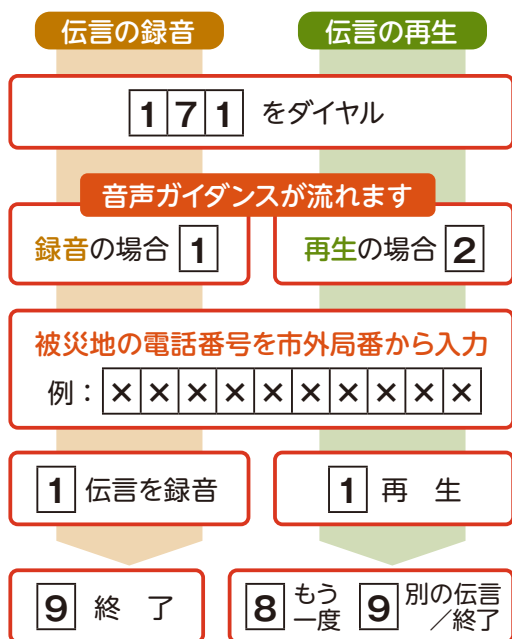 伝言の録音
伝言の再生
171 をダイヤル
音声ガイダンスが流れます
録音の場合 1
再生の場合 2
被災地の電話番号を市外局番から入力
例：××××××××××
1 伝言を録音
1 再　生
9 終　了
8 もう一度 9 別の伝言／終了